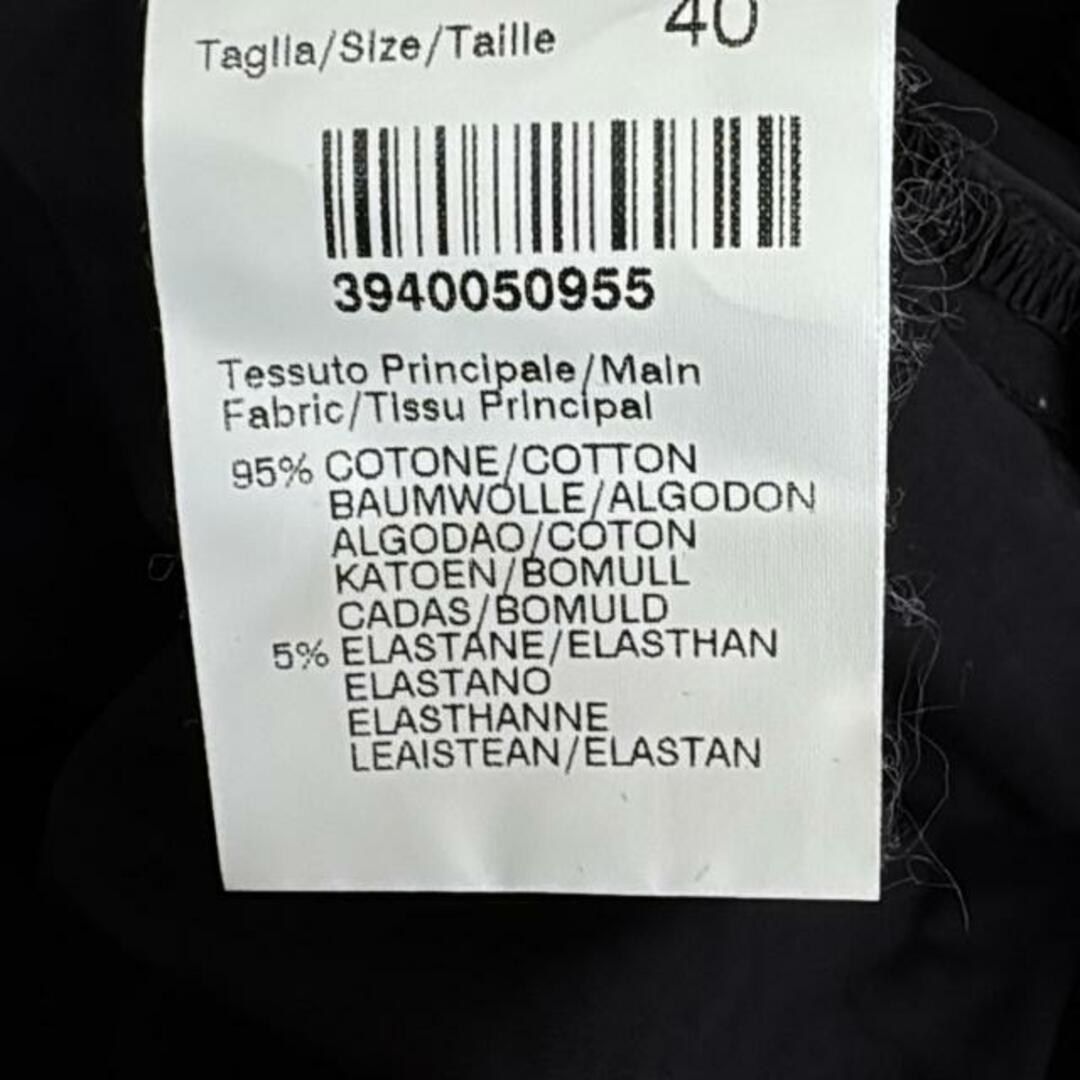 Taglia/Size/Taille 40
3940050955
Tessuto Principale/Main
Fabric/Tissu Principal
95% COTONE/COTTON
BAUMWOLLE/ALGODON
ALGODAO/COTON
KATOEN/BOMULL
CADAS/BOMULD
5% ELASTANE/ELASTHAN
ELASTANO
ELASTHANNE
LEAISTEAN/ELASTAN